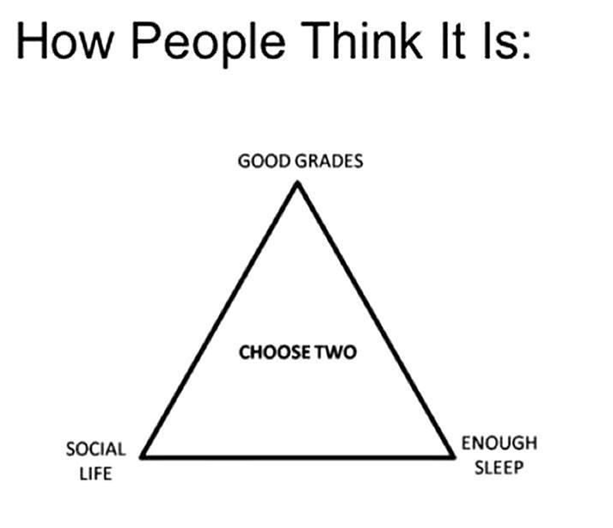 How People Think It Is:
GOOD GRADES
CHOOSE TWO
SOCIAL
LIFE
ENOUGH
SLEEP